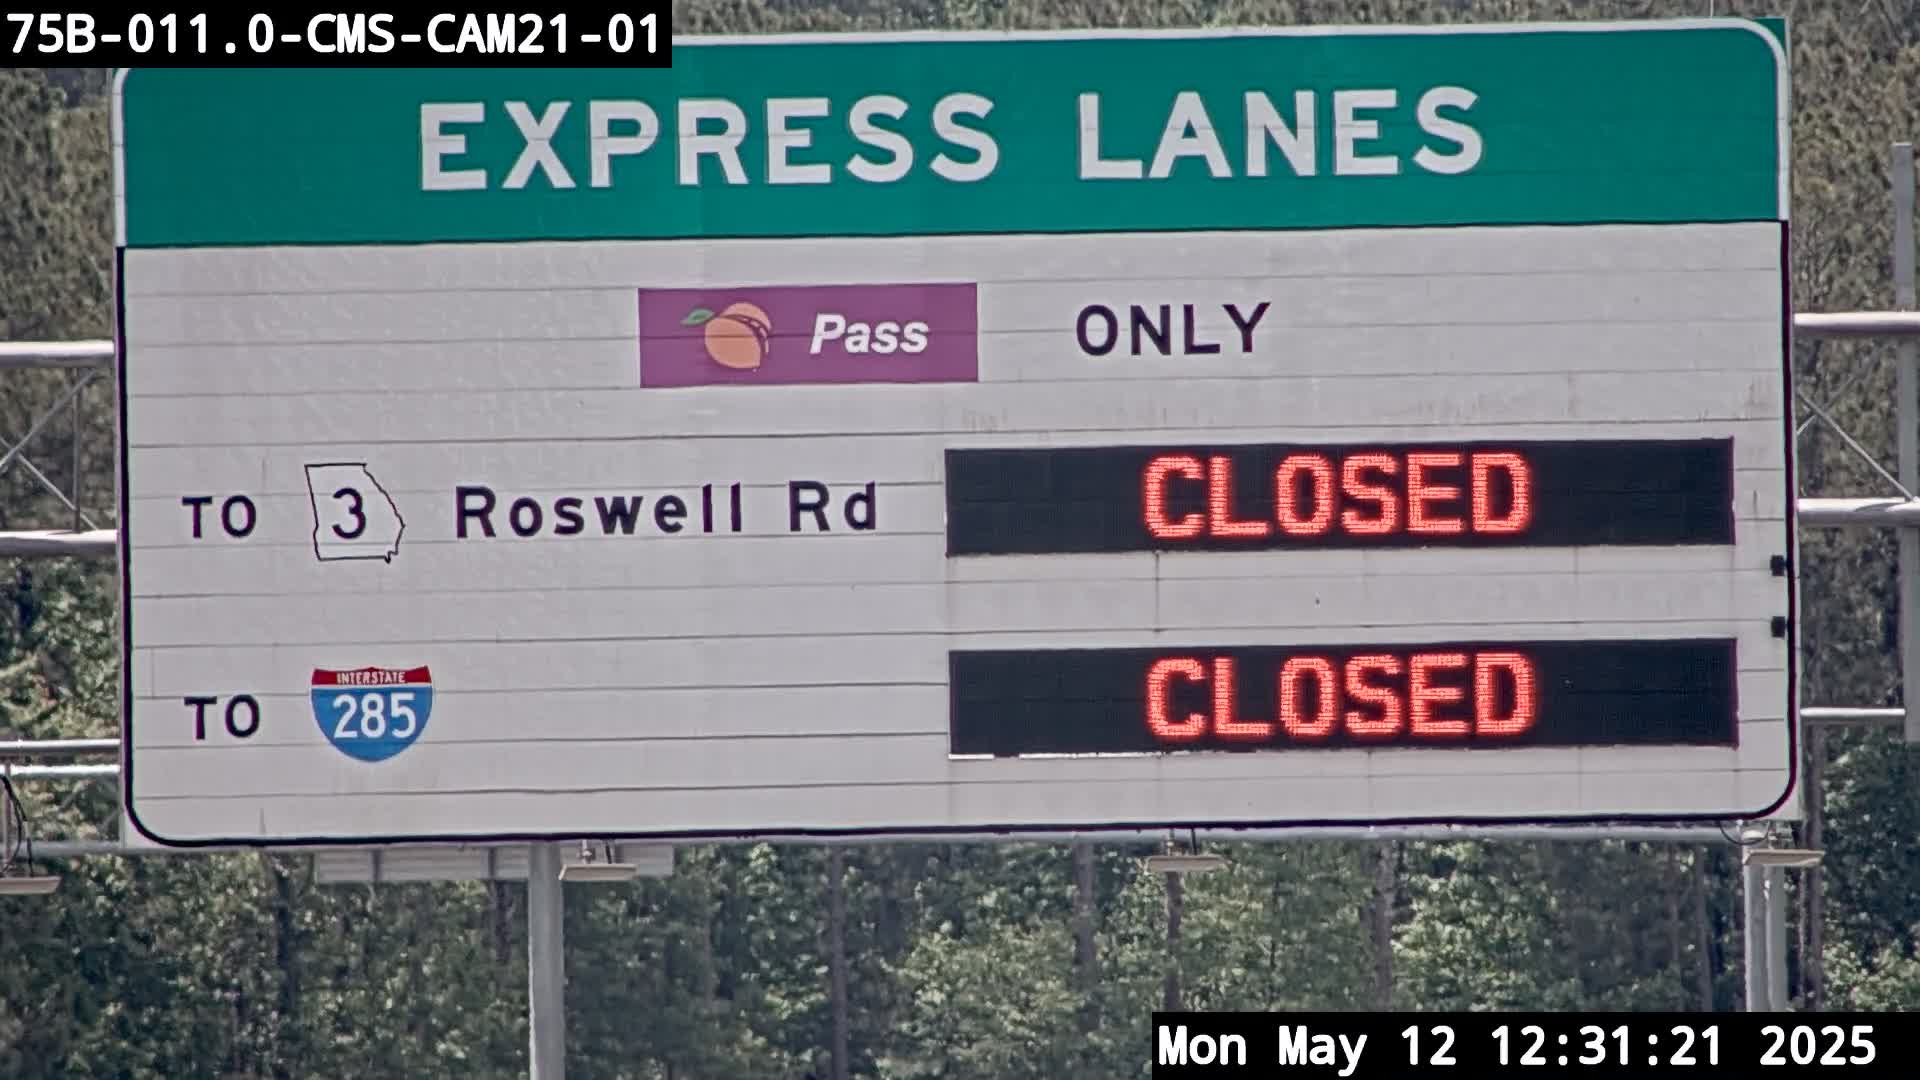 75B-011.0-CMS-CAM21-01
EXPRESS LANES
Pass ONLY
TO 3 Roswell Rd CLOSED
TO INTERSTATE 285 CLOSED
Mon May 12 12:31:21 2025